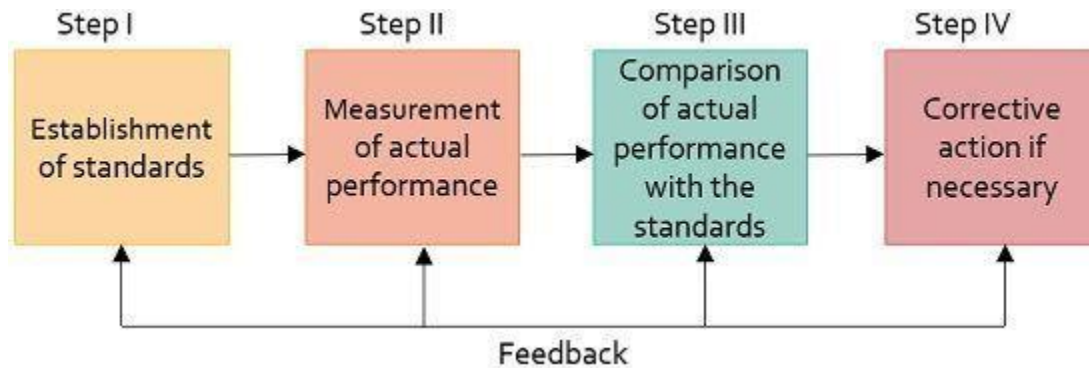 Step I
Establishment
of standards
Step II
Measurement
of actual
performance
Step III
Comparison
of actual
performance
with the
standards
Step IV
Corrective
action if
necessary
Feedback